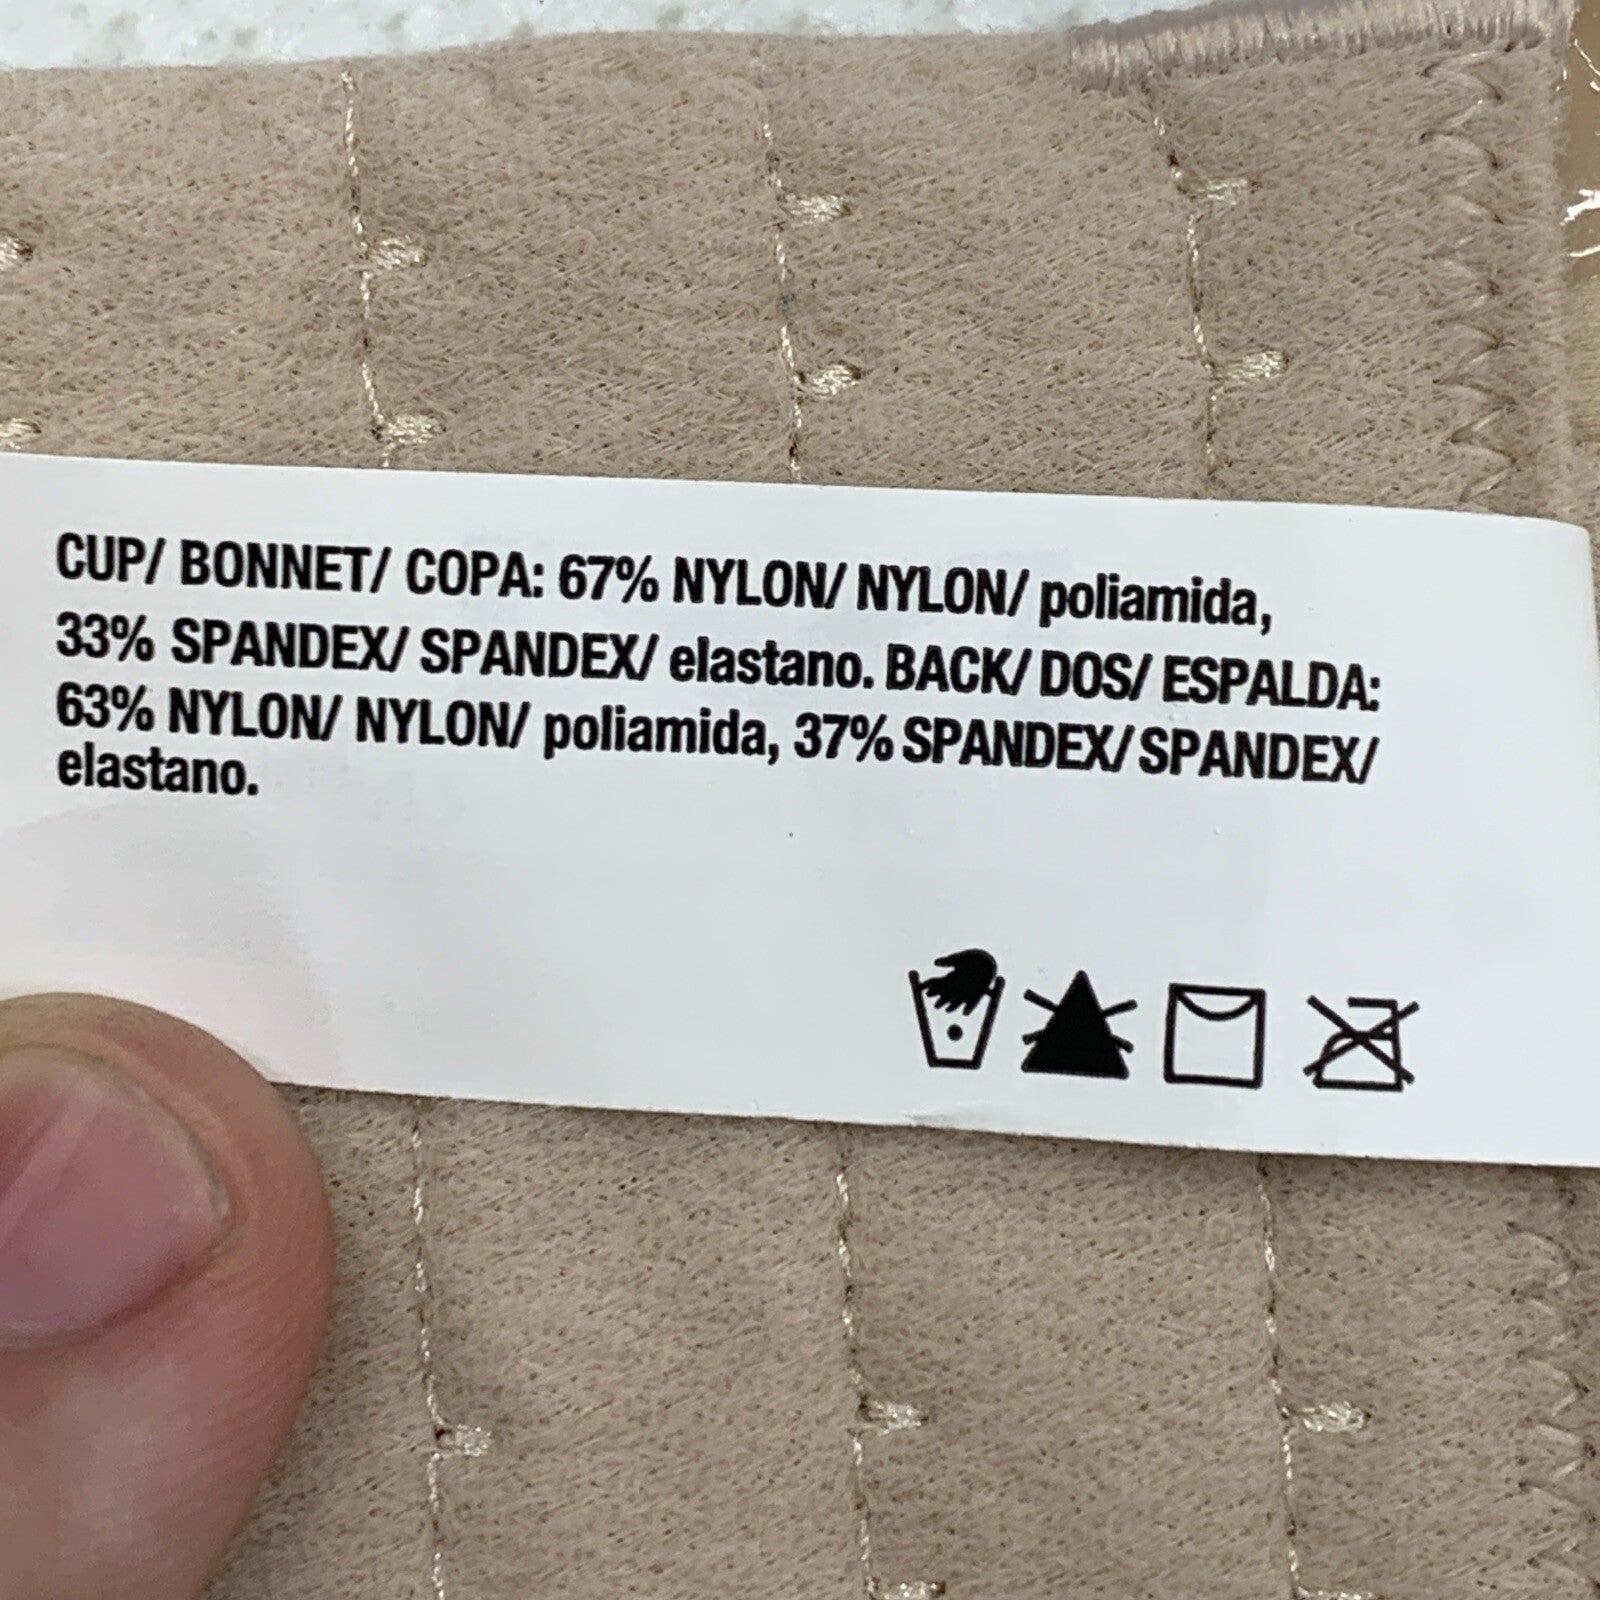 CUP/ BONNET/ COPA: 67% NYLON/ NYLON/ poliamida,
33% SPANDEX/ SPANDEX/ elastano. BACK/ DOS/ ESPALDA:
63% NYLON/ NYLON/ poliamida, 37% SPANDEX/ SPANDEX/
elastano.